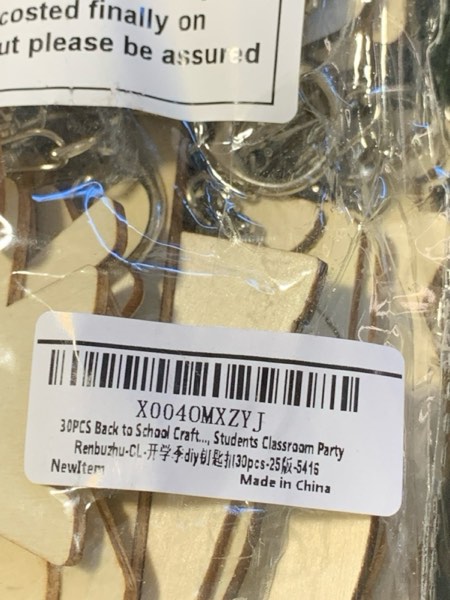 costed finally on
ut please be assured
X0040MXZYJ
30PCS Back to School Craft..., Students Classroom Party
Renbuzhu-CL-开学季diy钥匙扣30pcs-25版-5416
NewItem
Made in China